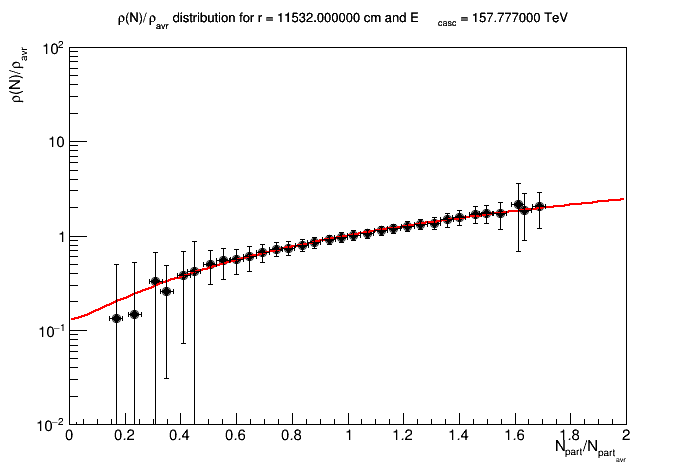 ρ(N)/ρavr distribution for r = 11532.000000 cm and E casc = 157.777000 TeV
ρ(N)/ρavr
10²
10
1
10⁻¹
10⁻²
0 0.2 0.4 0.6 0.8 1 1.2 1.4 1.6 1.8 2
Npart/Npartavr